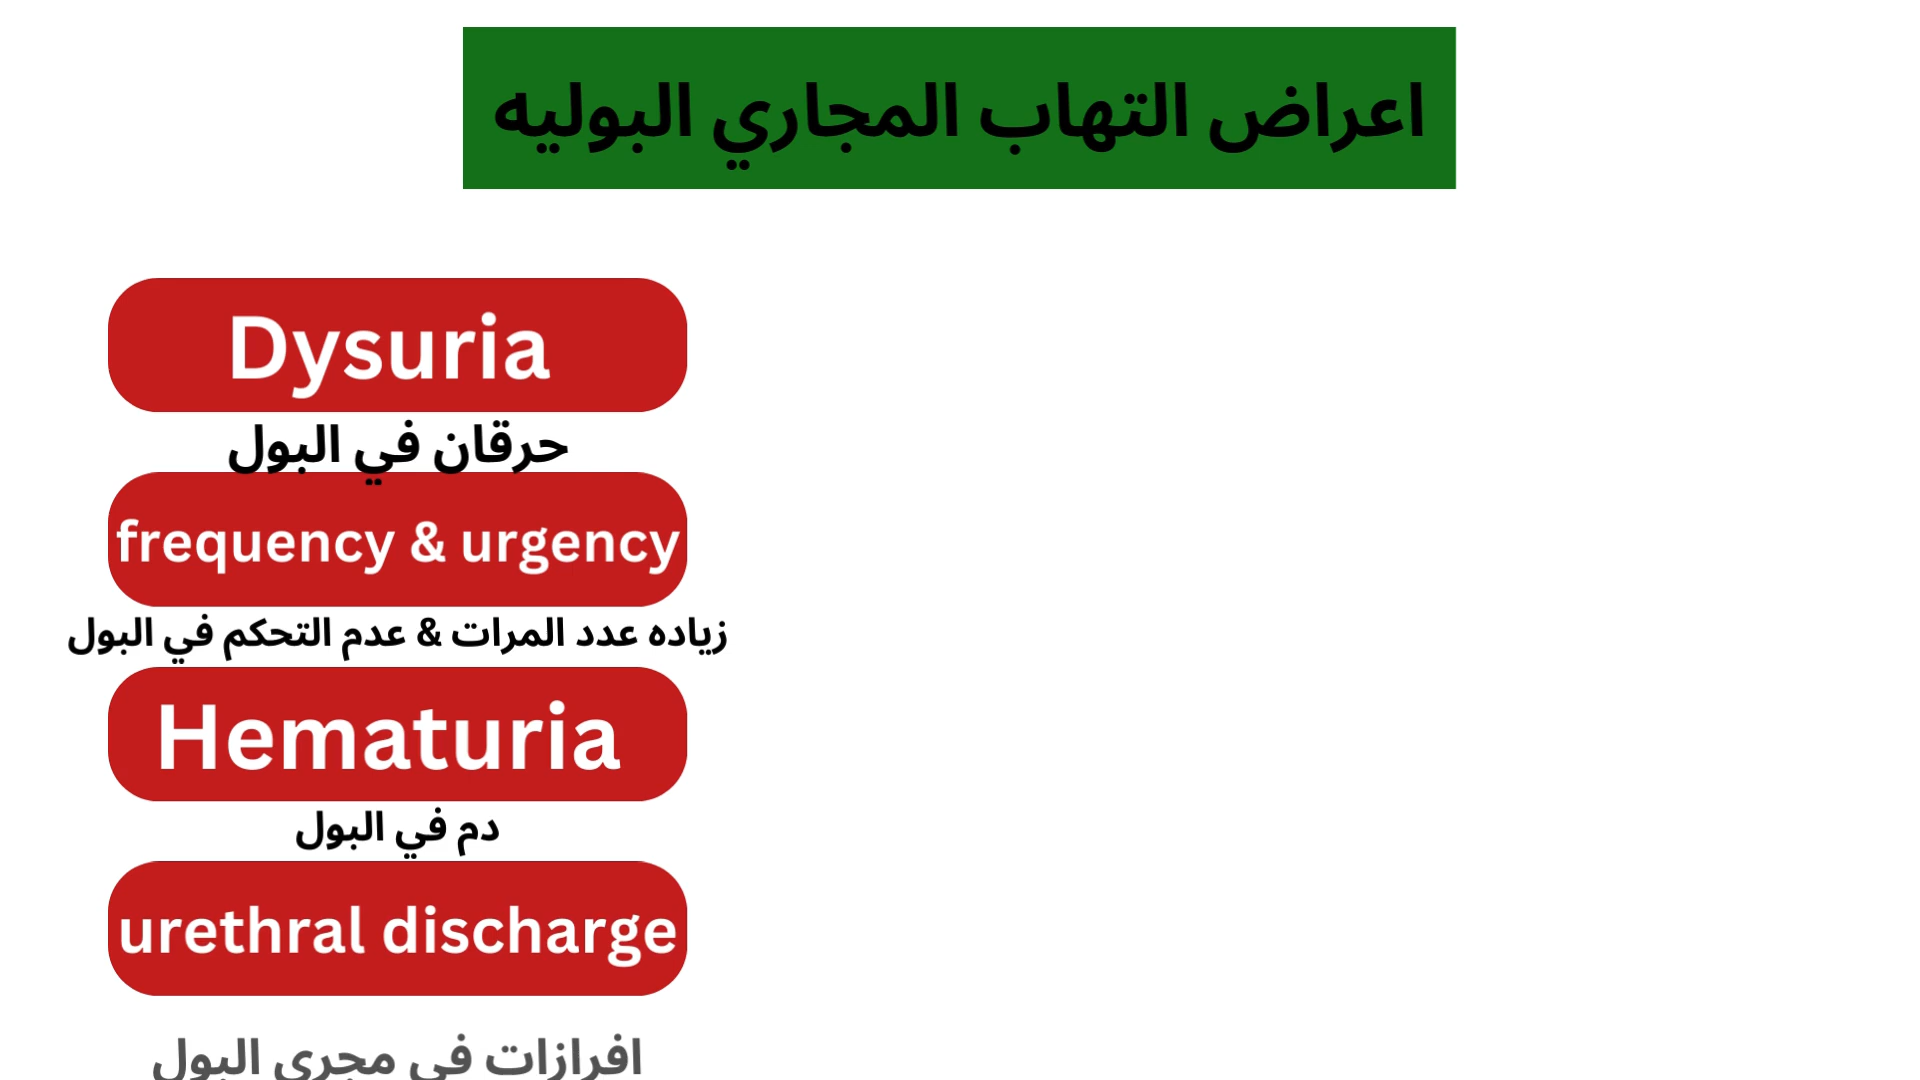 اعراض التهاب المجاري البوليه
Dysuria
حرقان في البول
frequency & urgency
زياده عدد المرات & عدم التحكم في البول
Hematuria
دم في البول
urethral discharge
افرازات في مجري البول